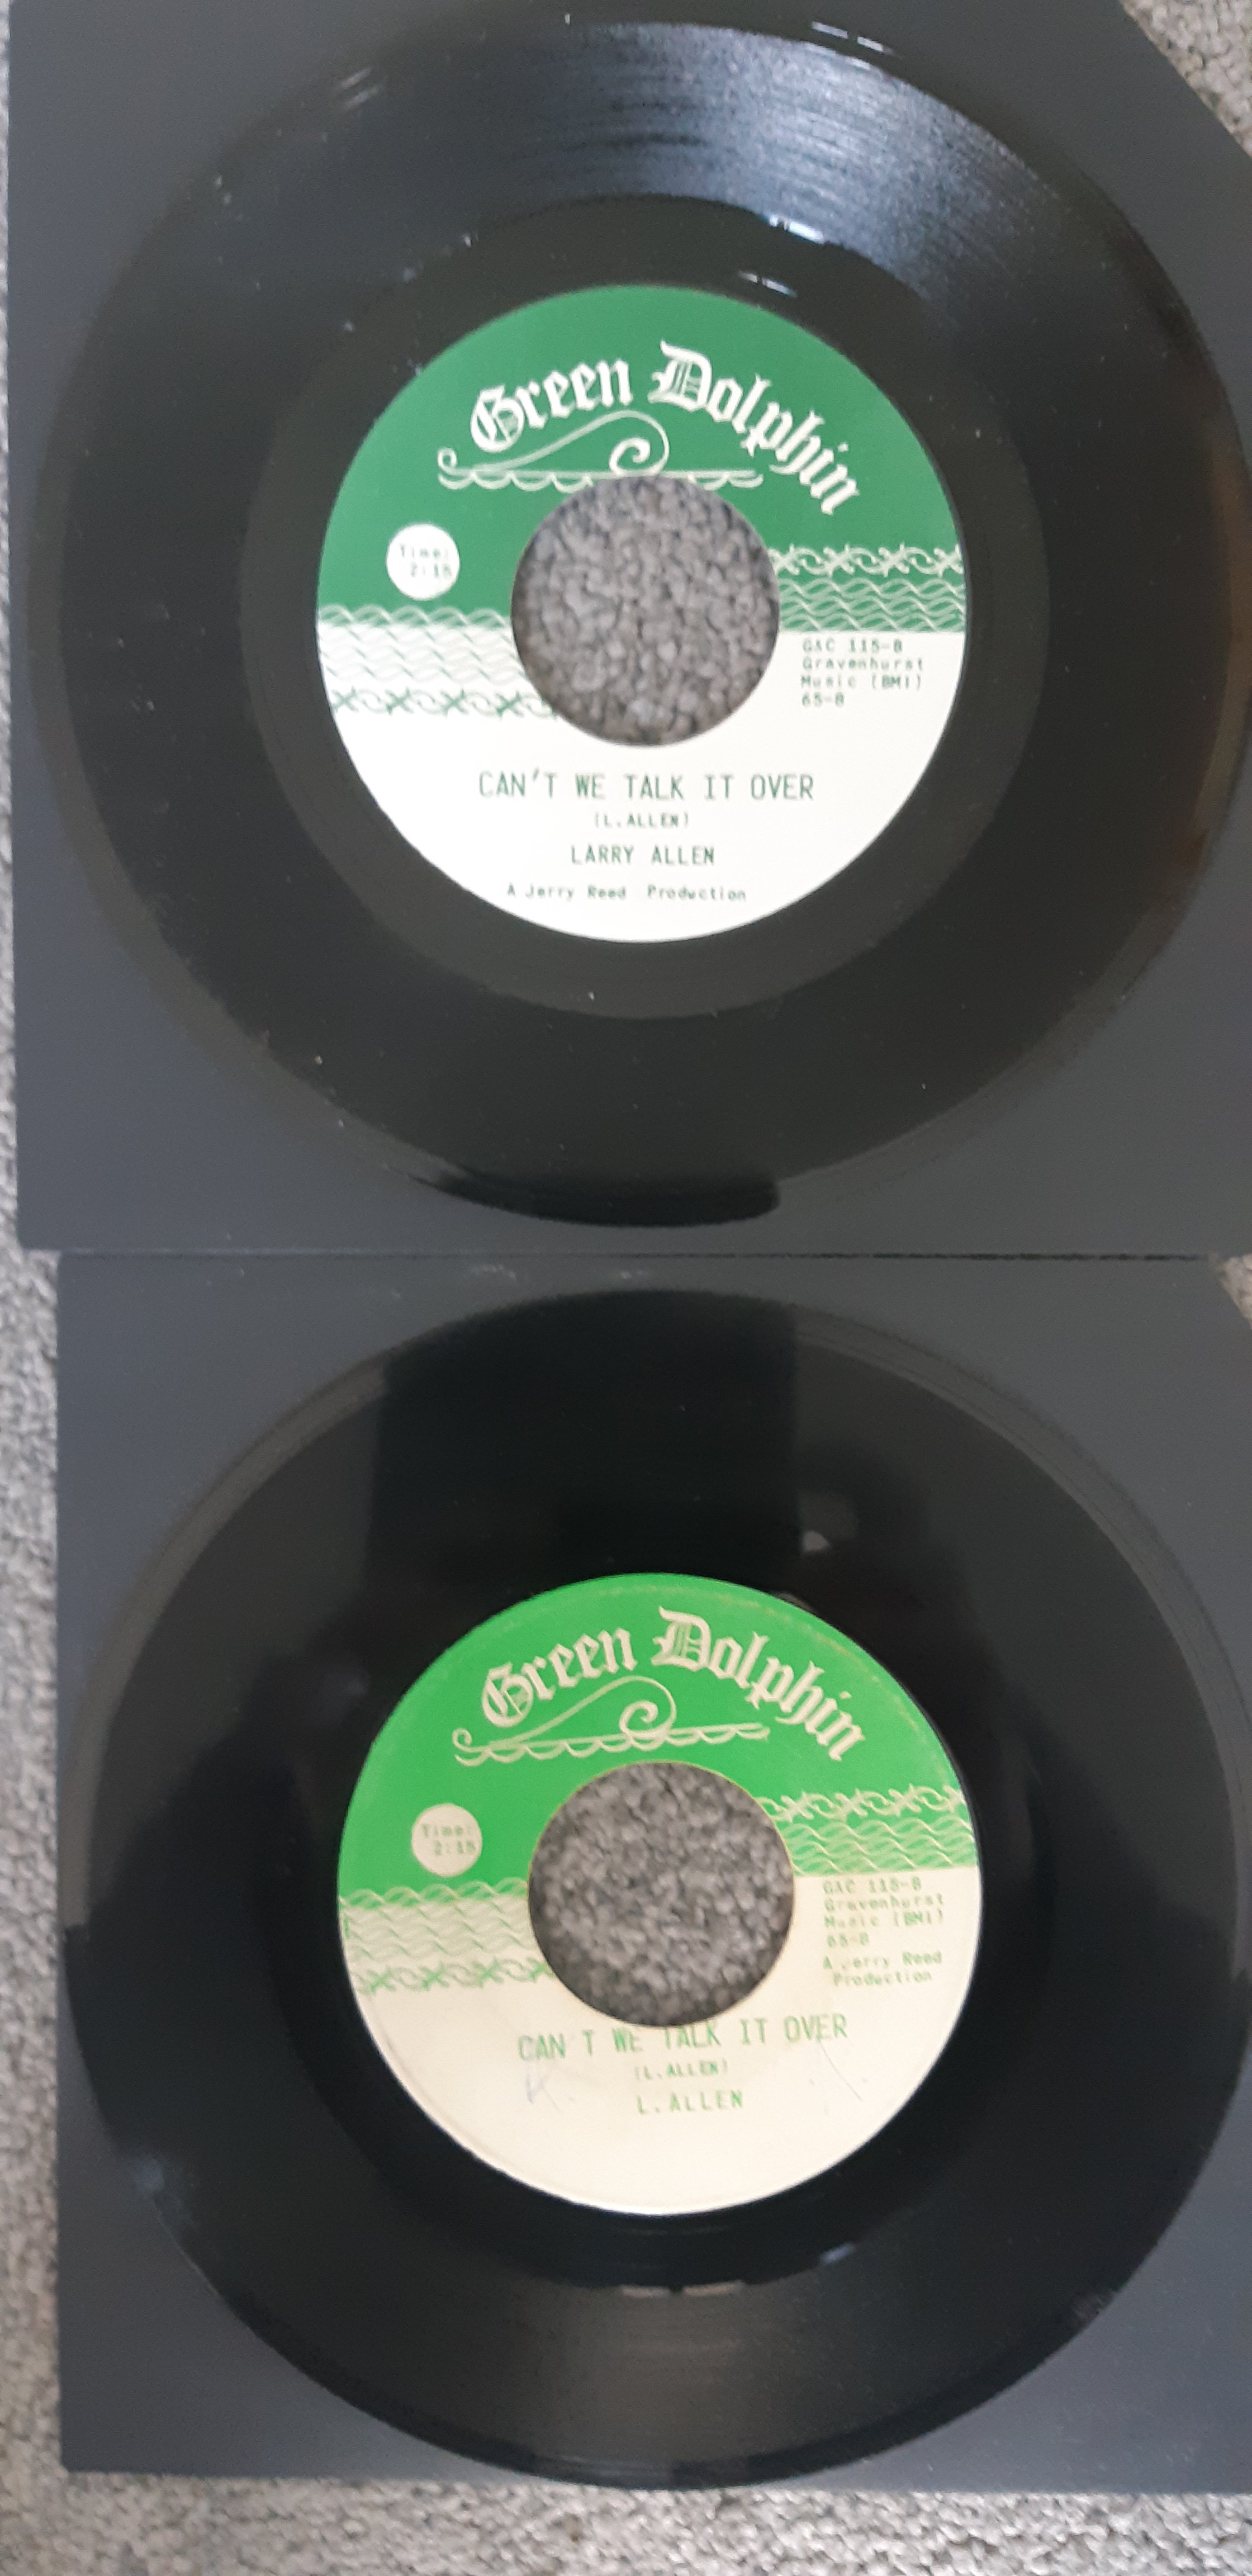 Green Dolphin
Time:
2:15
G&C 115-B
Gravenhurst
Music (BMI)
65-8
CAN'T WE TALK IT OVER
(L.ALLEN)
LARRY ALLEN
A Jerry Reed Production
Green Dolphin
Time:
2:15
G&C 115-B
Gravenhurst
Music (BMI)
65-8
A Jerry Reed
Production
CAN T WE TALK IT OVER
(L.ALLEN)
L.ALLEN